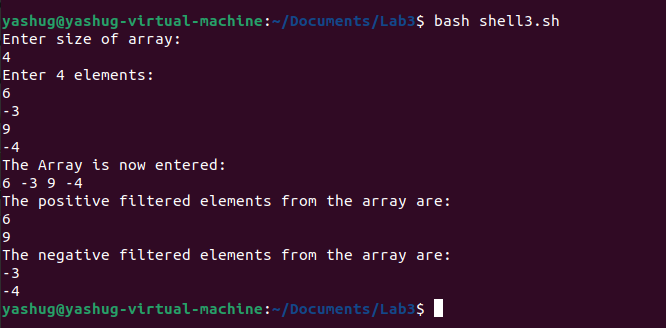 yashug@yashug-virtual-machine:~/Documents/Lab3$ bash shell3.sh
Enter size of array:
4
Enter 4 elements:
6
-3
9
-4
The Array is now entered:
6 -3 9 -4
The positive filtered elements from the array are:
6
9
The negative filtered elements from the array are:
-3
-4
yashug@yashug-virtual-machine:~/Documents/Lab3$